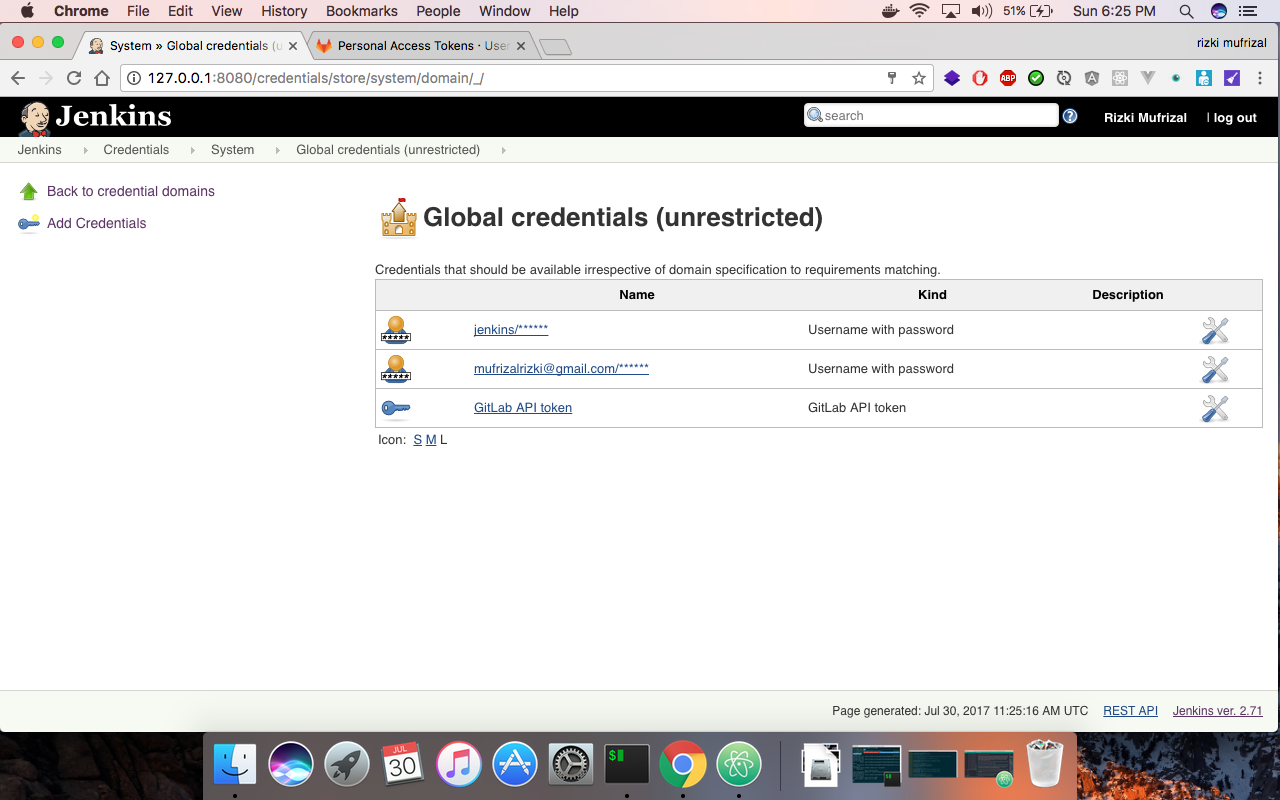 Chrome File Edit View History Bookmarks People Window Help 51% Sun 6:25 PM
System » Global credentials (u Personal Access Tokens · User rizki mufrizal
127.0.0.1:8080/credentials/store/system/domain/_/ ABP
Jenkins search ? Rizki Mufrizal | log out
Jenkins Credentials System Global credentials (unrestricted)
Back to credential domains
Add Credentials
Global credentials (unrestricted)
Credentials that should be available irrespective of domain specification to requirements matching.
Name Kind Description
jenkins/****** Username with password
mufrizalrizki@gmail.com/****** Username with password
GitLab API token GitLab API token
Icon: S M L
Page generated: Jul 30, 2017 11:25:16 AM UTC REST API Jenkins ver. 2.71
JUL
30
$